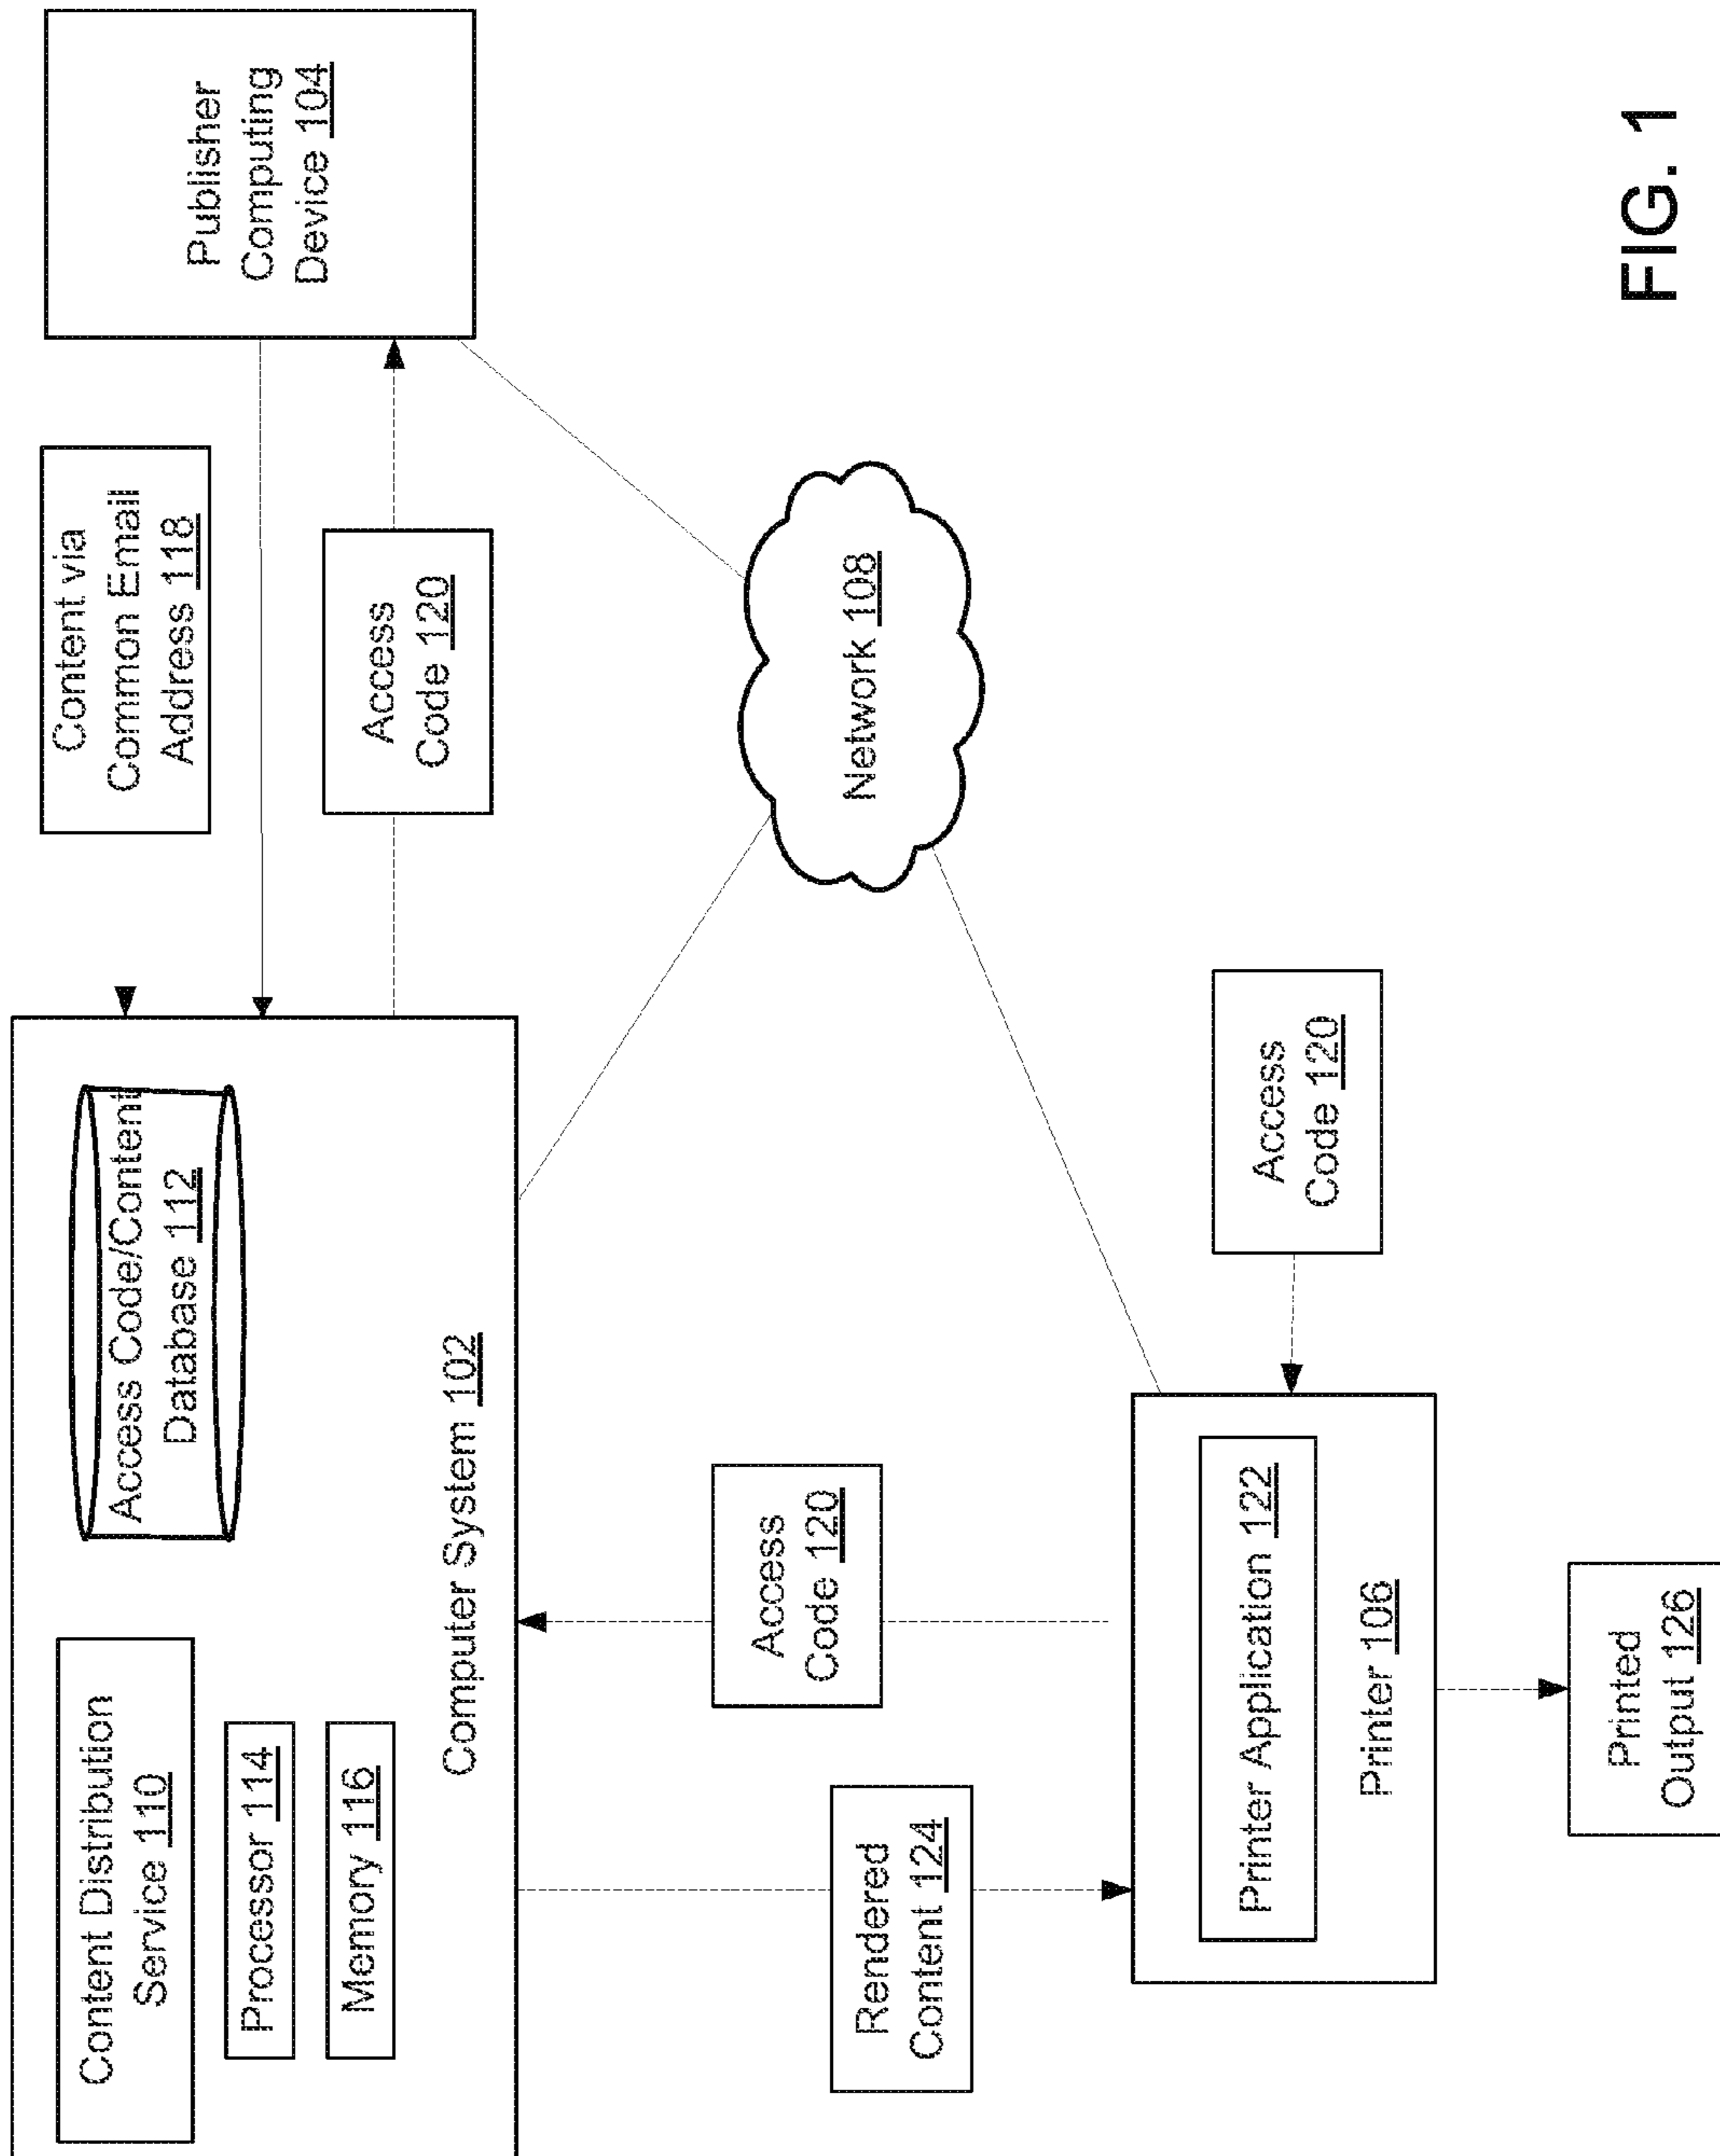 Content Distribution
Service 110
Processor 114
Memory 116
Access Code/Content
Database 112
Computer System 102
Content via
Common Email
Address 118
Access
Code 120
Publisher
Computing
Device 104
Network 108
Rendered
Content 124
Access
Code 120
Access
Code 120
Printer Application 122
Printer 106
Printed
Output 126
FIG. 1